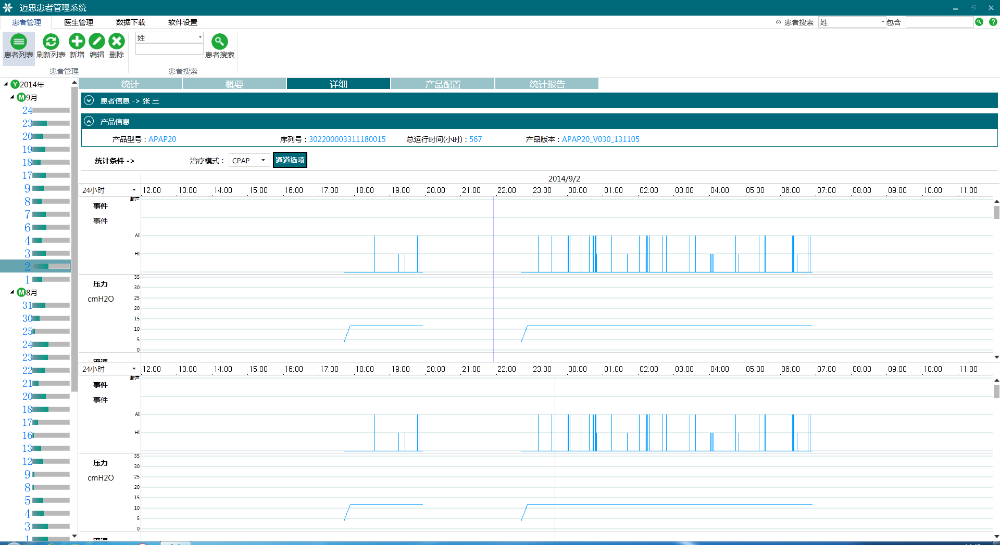 迈思患者管理系统
患者管理 医生管理 数据下载 软件设置
患者搜索 姓 包含
患者列表 刷新列表 新增 编辑 删除
患者管理
姓
患者搜索
患者搜索
Y 2014年
M 9月
24
23
20
19
18
17
9
8
7
6
4
3
2
1
M 8月
31
30
25
24
23
22
21
20
18
17
16
13
12
9
8
5
4
3
1
统计 概要 详细 产品配置 统计报告
患者信息 -> 张 三
产品信息
产品型号：APAP20 序列号：302200003311180015 总运行时间(小时)：567 产品版本：APAP20_V030_131105
统计条件 -> 治疗模式： CPAP 通道选项
2014/9/2
24小时 12:00 13:00 14:00 15:00 16:00 17:00 18:00 19:00 20:00 21:00 22:00 23:00 00:00 01:00 02:00 03:00 04:00 05:00 06:00 07:00 08:00 09:00 10:00 11:00
鼾声
事件
事件
AI
HI
压力
cmH2O
35
30
25
20
15
10
5
0
24小时 12:00 13:00 14:00 15:00 16:00 17:00 18:00 19:00 20:00 21:00 22:00 23:00 00:00 01:00 02:00 03:00 04:00 05:00 06:00 07:00 08:00 09:00 10:00 11:00
鼾声
事件
事件
AI
HI
压力
cmH2O
35
30
25
20
15
10
5
0